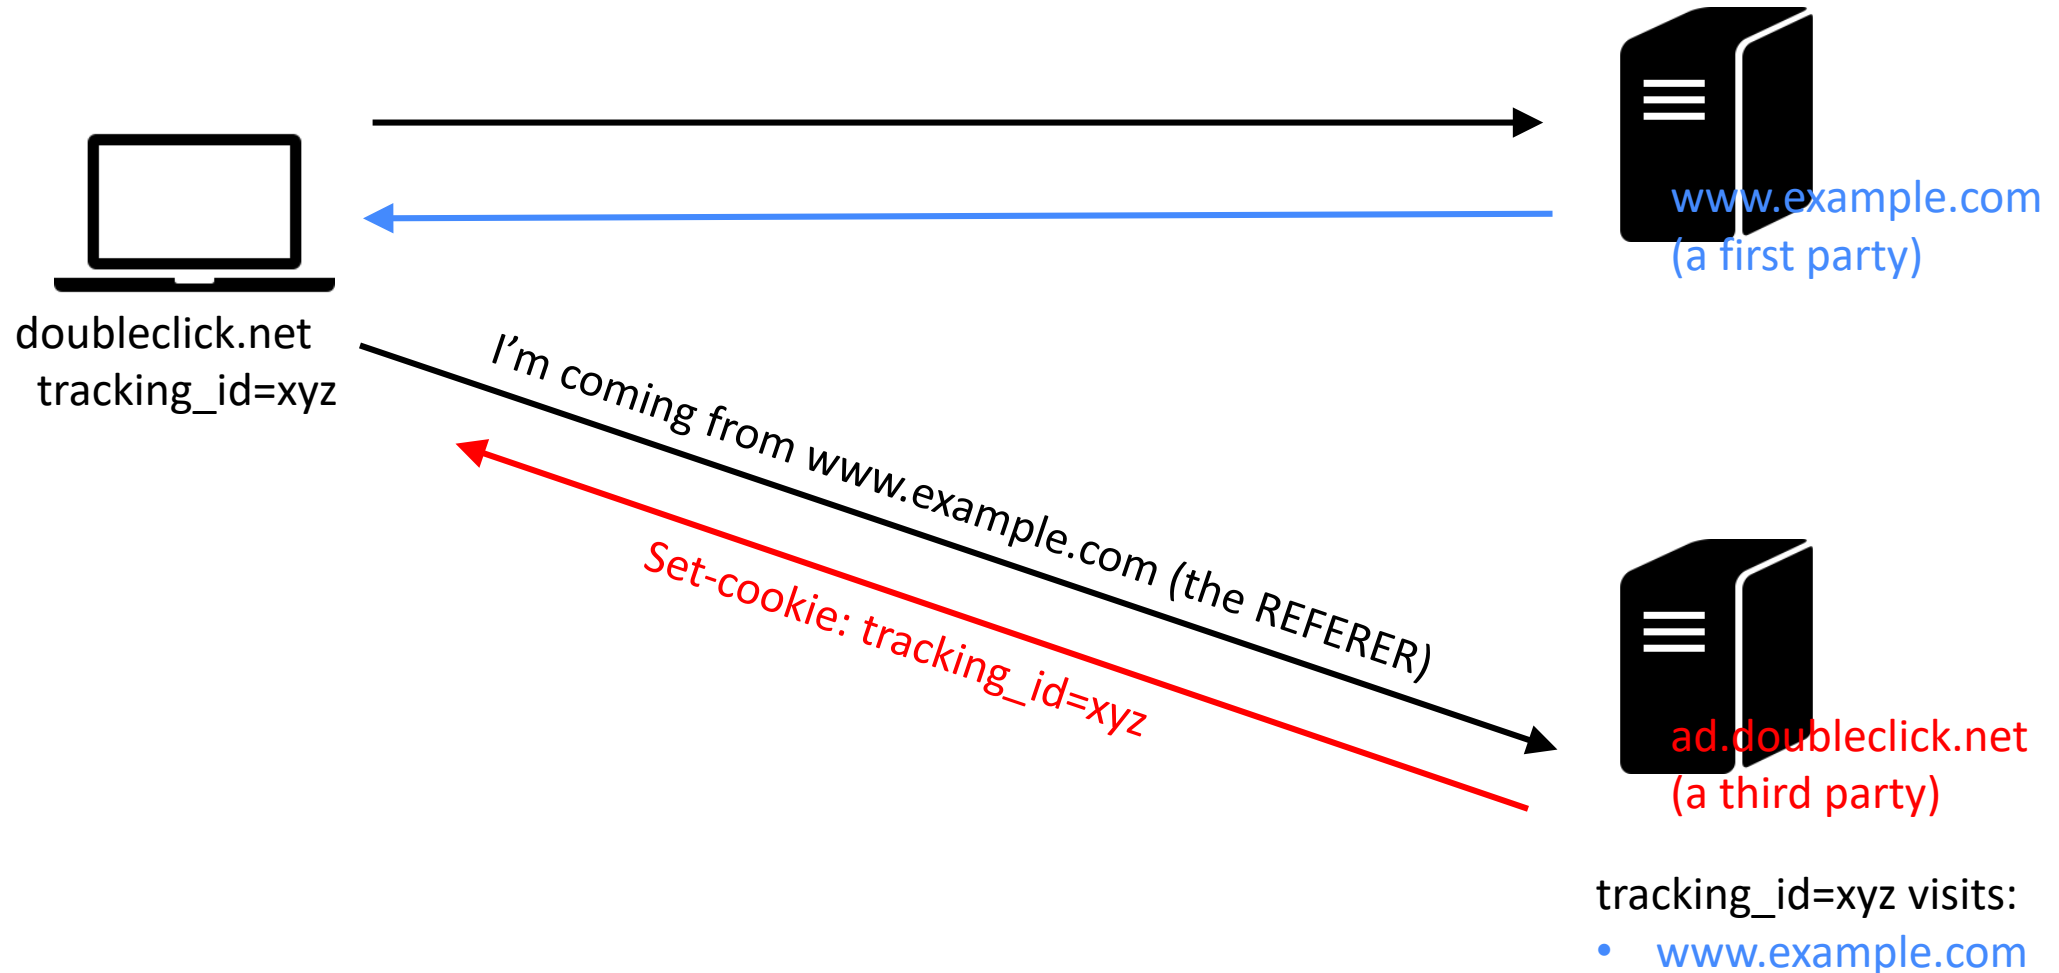 www.example.com
(a first party)
doubleclick.net
tracking_id=xyz
I’m coming from www.example.com (the REFERER)
Set-cookie: tracking_id=xyz
ad.doubleclick.net
(a third party)
tracking_id=xyz visits:
• www.example.com